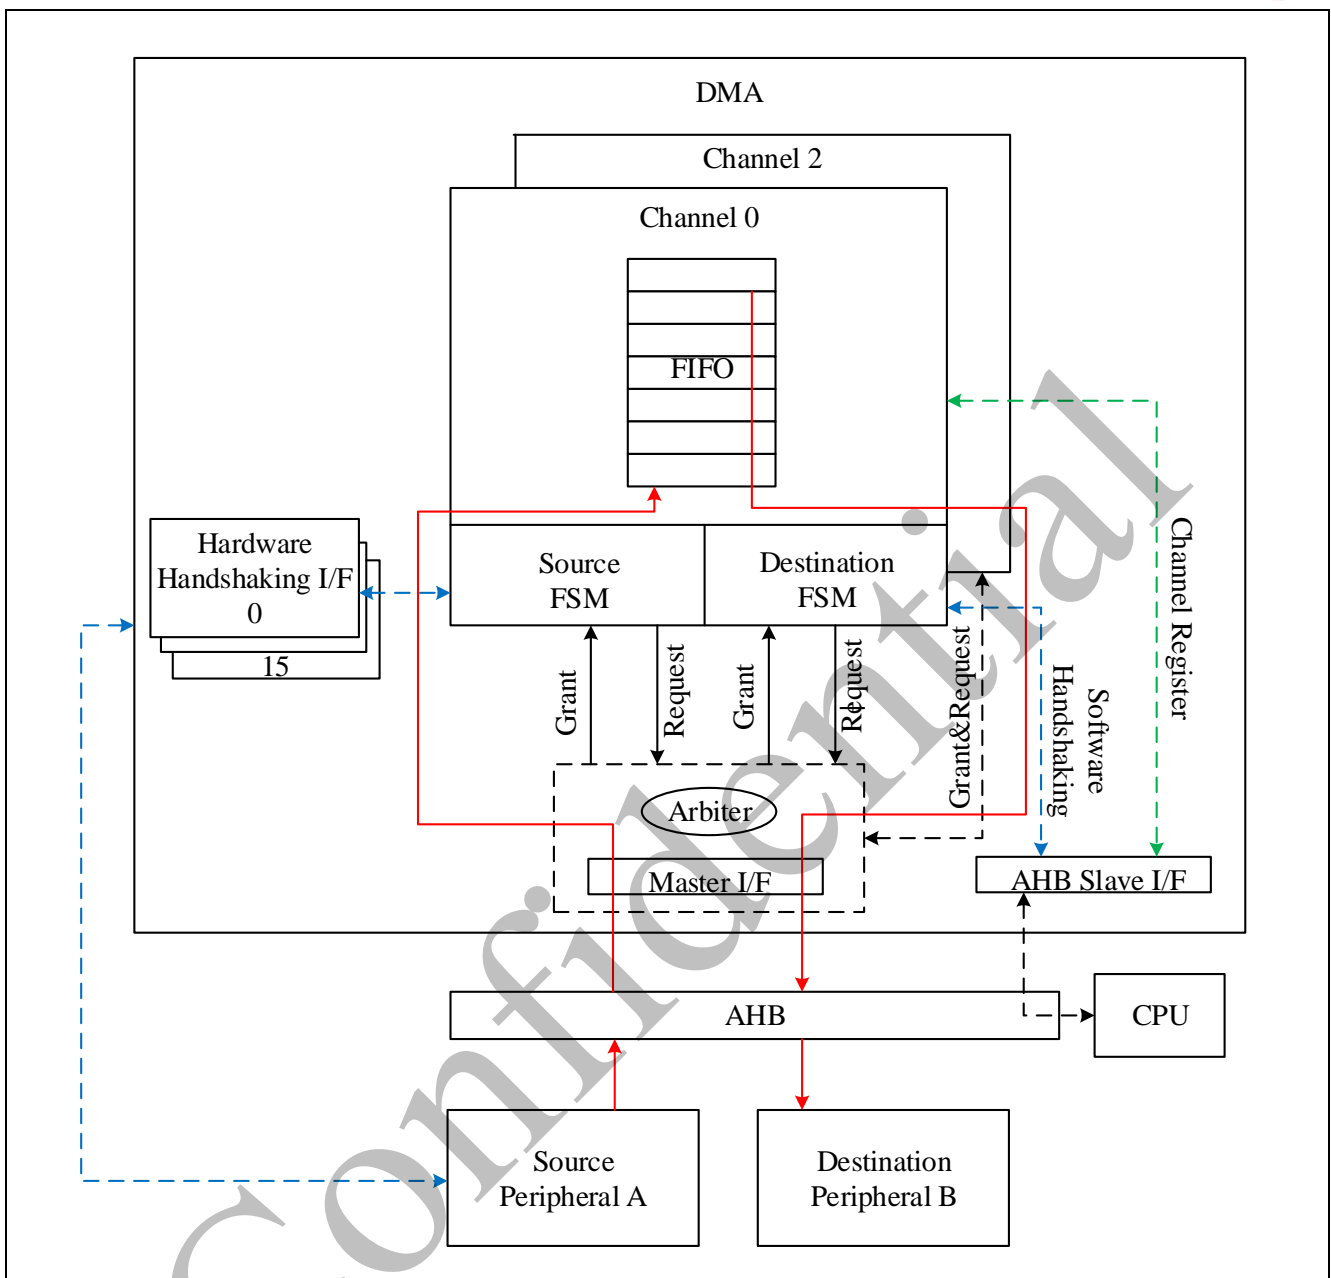 DMA
Channel 2
Channel 0
FIFO
Hardware
Handshaking I/F
0
15
Source
FSM
Destination
FSM
Grant
Request
Grant
Request
Grant&Request
Software
Handshaking
Channel Register
Arbiter
Master I/F
AHB Slave I/F
AHB
CPU
Source
Peripheral A
Destination
Peripheral B
Confidential